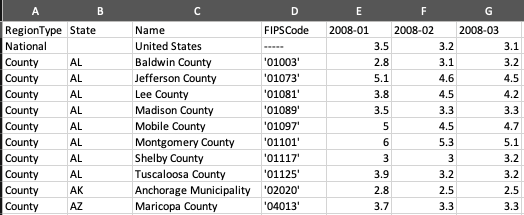 A B C D E F G
RegionType State Name FIPSCode 2008-01 2008-02 2008-03
National United States ----- 3.5 3.2 3.1
County AL Baldwin County '01003' 2.8 3.1 3.2
County AL Jefferson County '01073' 5.1 4.6 4.5
County AL Lee County '01081' 3.8 4.5 4.2
County AL Madison County '01089' 3.5 3.3 3.3
County AL Mobile County '01097' 5 4.5 4.7
County AL Montgomery County '01101' 6 5.3 5.1
County AL Shelby County '01117' 3 3 3.2
County AL Tuscaloosa County '01125' 3.9 3.2 3.2
County AK Anchorage Municipality '02020' 2.8 2.5 2.5
County AZ Maricopa County '04013' 3.7 3.3 3.3